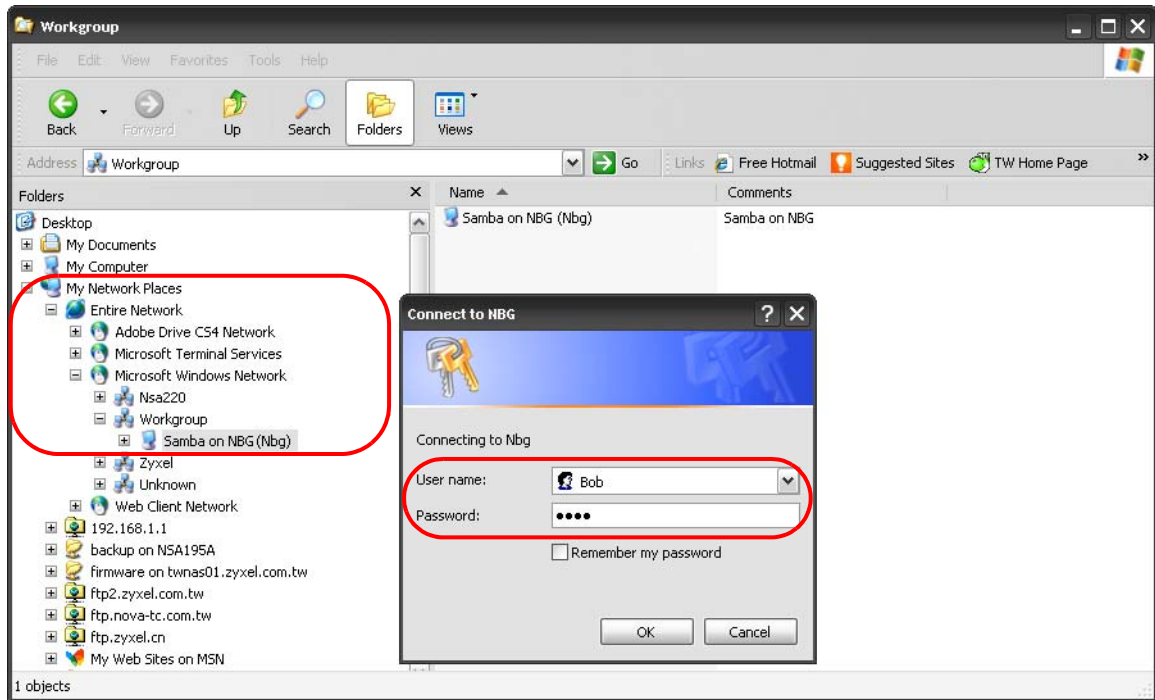 Workgroup
File Edit View Favorites Tools Help
Back Forward Up Search Folders Views
Address Workgroup Go Links Free Hotmail Suggested Sites TW Home Page »
Folders
Name Comments
Samba on NBG (Nbg) Samba on NBG
Desktop
My Documents
My Computer
My Network Places
Entire Network
Adobe Drive CS4 Network
Microsoft Terminal Services
Microsoft Windows Network
Nsa220
Workgroup
Samba on NBG (Nbg)
Zyxel
Unknown
Web Client Network
192.168.1.1
backup on NSA195A
firmware on twnas01.zyxel.com.tw
ftp2.zyxel.com.tw
ftp.nova-tc.com.tw
ftp.zyxel.cn
My Web Sites on MSN
Connect to NBG
Connecting to Nbg
User name: Bob
Password: ••••
Remember my password
OK Cancel
1 objects